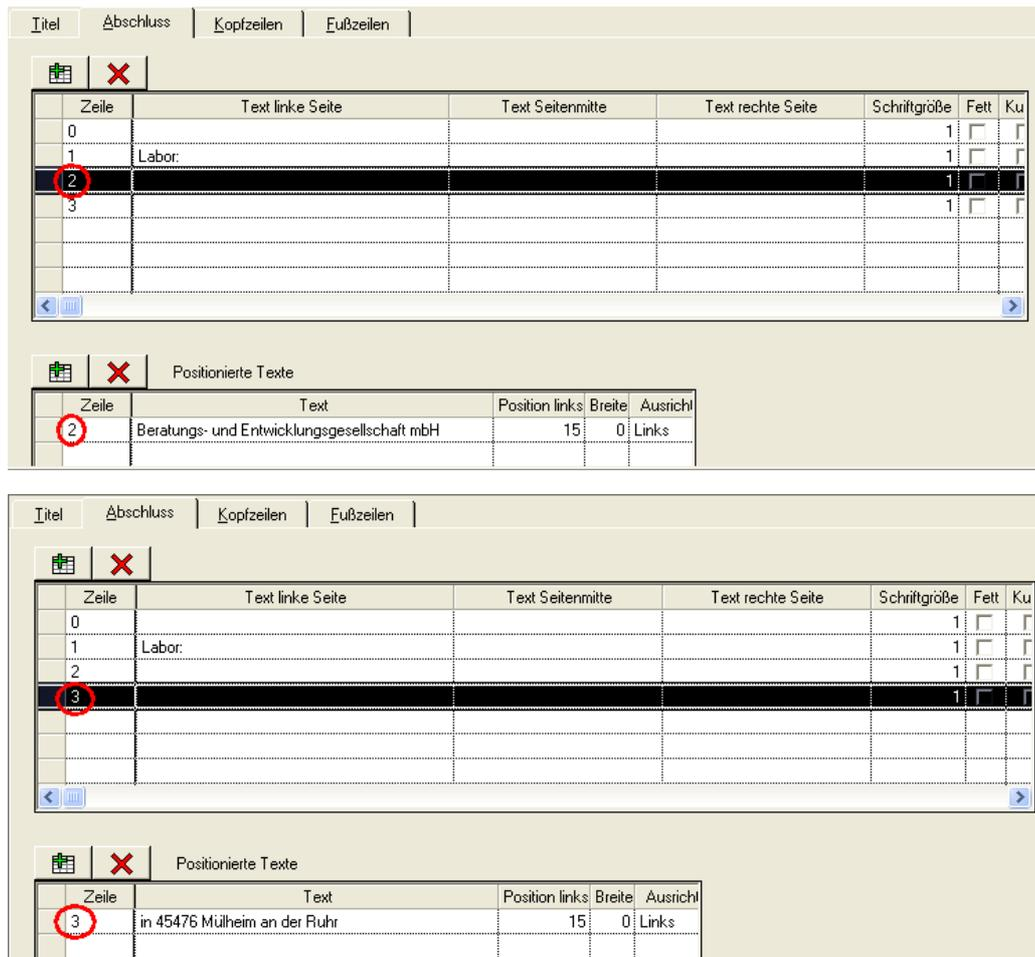 Titel Abschluss Kopfzeilen Fußzeilen
Zeile Text linke Seite Text Seitenmitte Text rechte Seite Schriftgröße Fett Ku
0 1
1 Labor: 1
2 1
3 1
Positionierte Texte
Zeile Text Position links Breite Ausricht
2 Beratungs- und Entwicklungsgesellschaft mbH 15 0 Links
Titel Abschluss Kopfzeilen Fußzeilen
Zeile Text linke Seite Text Seitenmitte Text rechte Seite Schriftgröße Fett Ku
0 1
1 Labor: 1
2 1
3 1
Positionierte Texte
Zeile Text Position links Breite Ausricht
3 in 45476 Mülheim an der Ruhr 15 0 Links